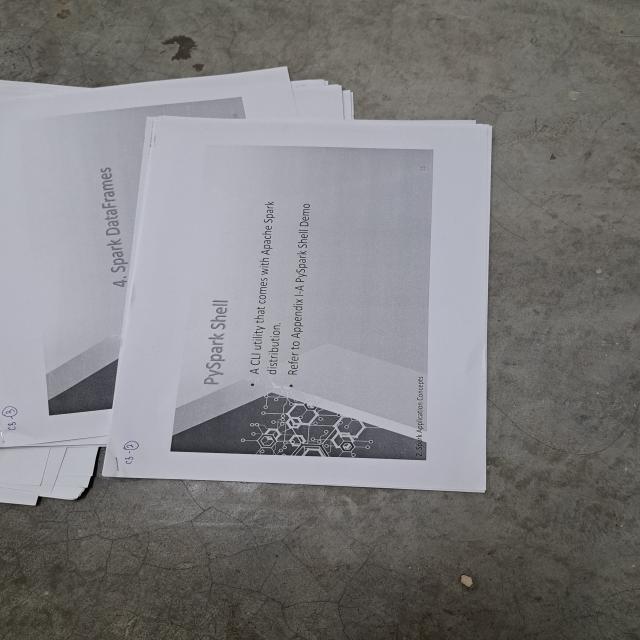 4. Spark DataFrames
PySpark Shell
• A CLI utility that comes with Apache Spark
distribution.
• Refer to Appendix I-A PySpark Shell Demo
2. Spark Application Concepts